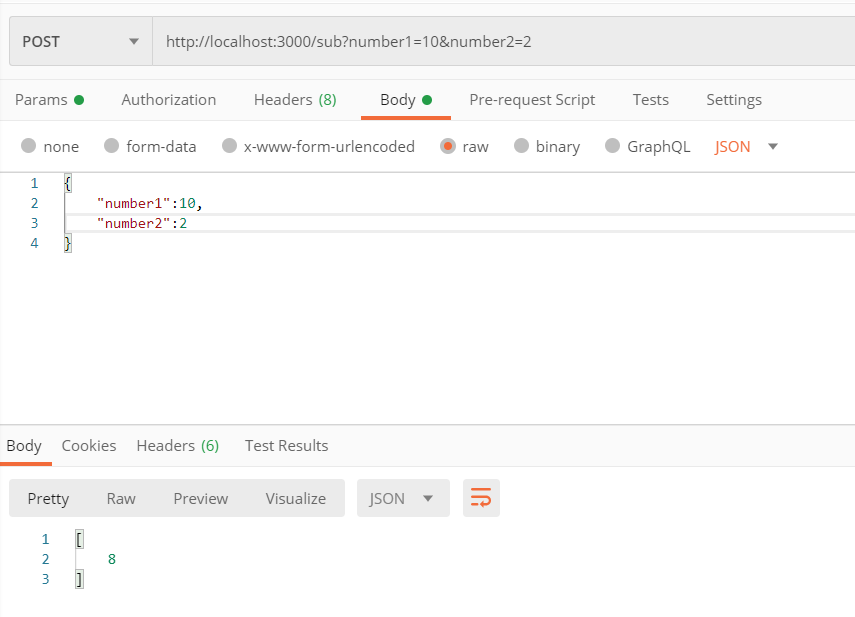 POST http://localhost:3000/sub?number1=10&number2=2
Params Authorization Headers (8) Body Pre-request Script Tests Settings
none form-data x-www-form-urlencoded raw binary GraphQL JSON
1 {
2 "number1":10,
3 "number2":2
4 }
Body Cookies Headers (6) Test Results
Pretty Raw Preview Visualize JSON
1 [
2 8
3 ]